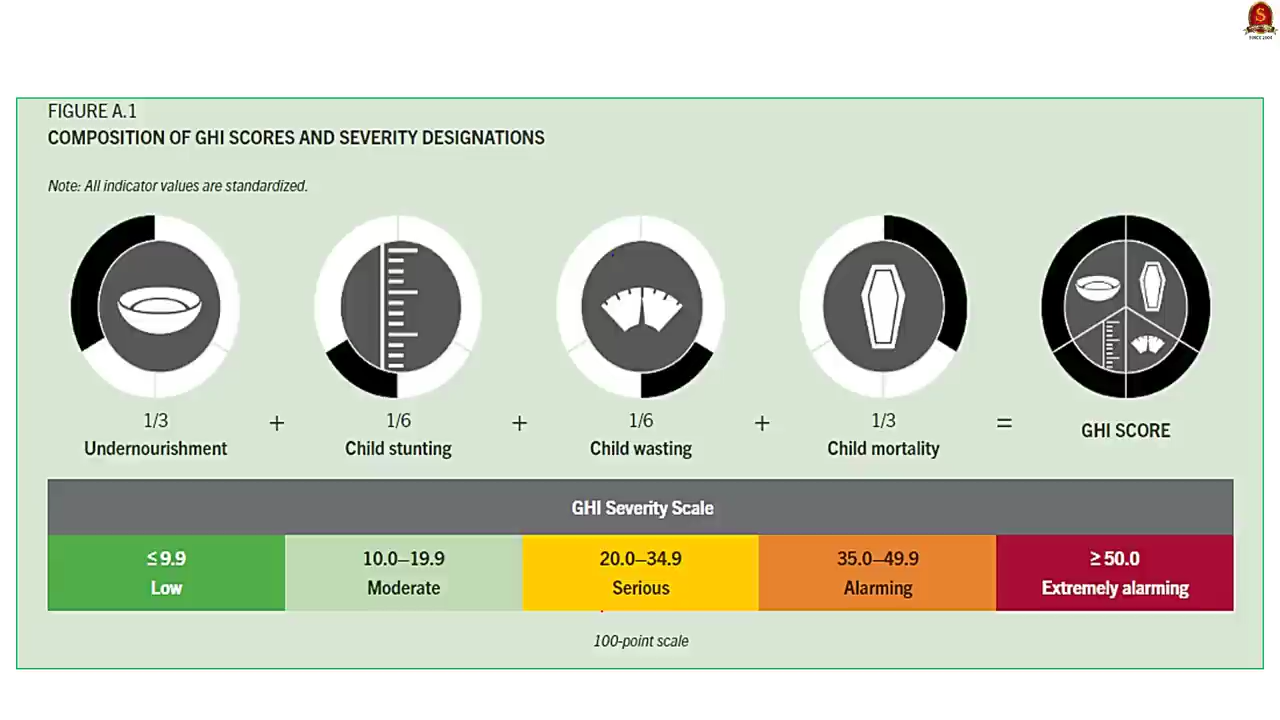 FIGURE A.1
COMPOSITION OF GHI SCORES AND SEVERITY DESIGNATIONS
Note: All indicator values are standardized.
1/3 + 1/6 + 1/6 + 1/3 = GHI SCORE
Undernourishment Child stunting Child wasting Child mortality
GHI Severity Scale
≤ 9.9 10.0–19.9 20.0–34.9 35.0–49.9 ≥ 50.0
Low Moderate Serious Alarming Extremely alarming
100-point scale